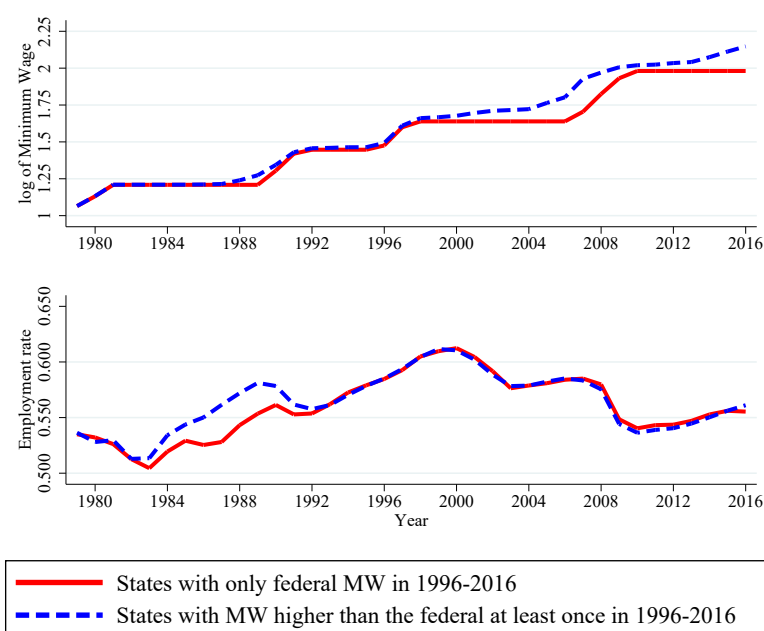 log of Minimum Wage
2.25
2
1.75
1.5
1.25
1
1980 1984 1988 1992 1996 2000 2004 2008 2012 2016
Employment rate
0.650
0.600
0.550
0.500
1980 1984 1988 1992 1996 2000 2004 2008 2012 2016
Year
States with only federal MW in 1996-2016
States with MW higher than the federal at least once in 1996-2016